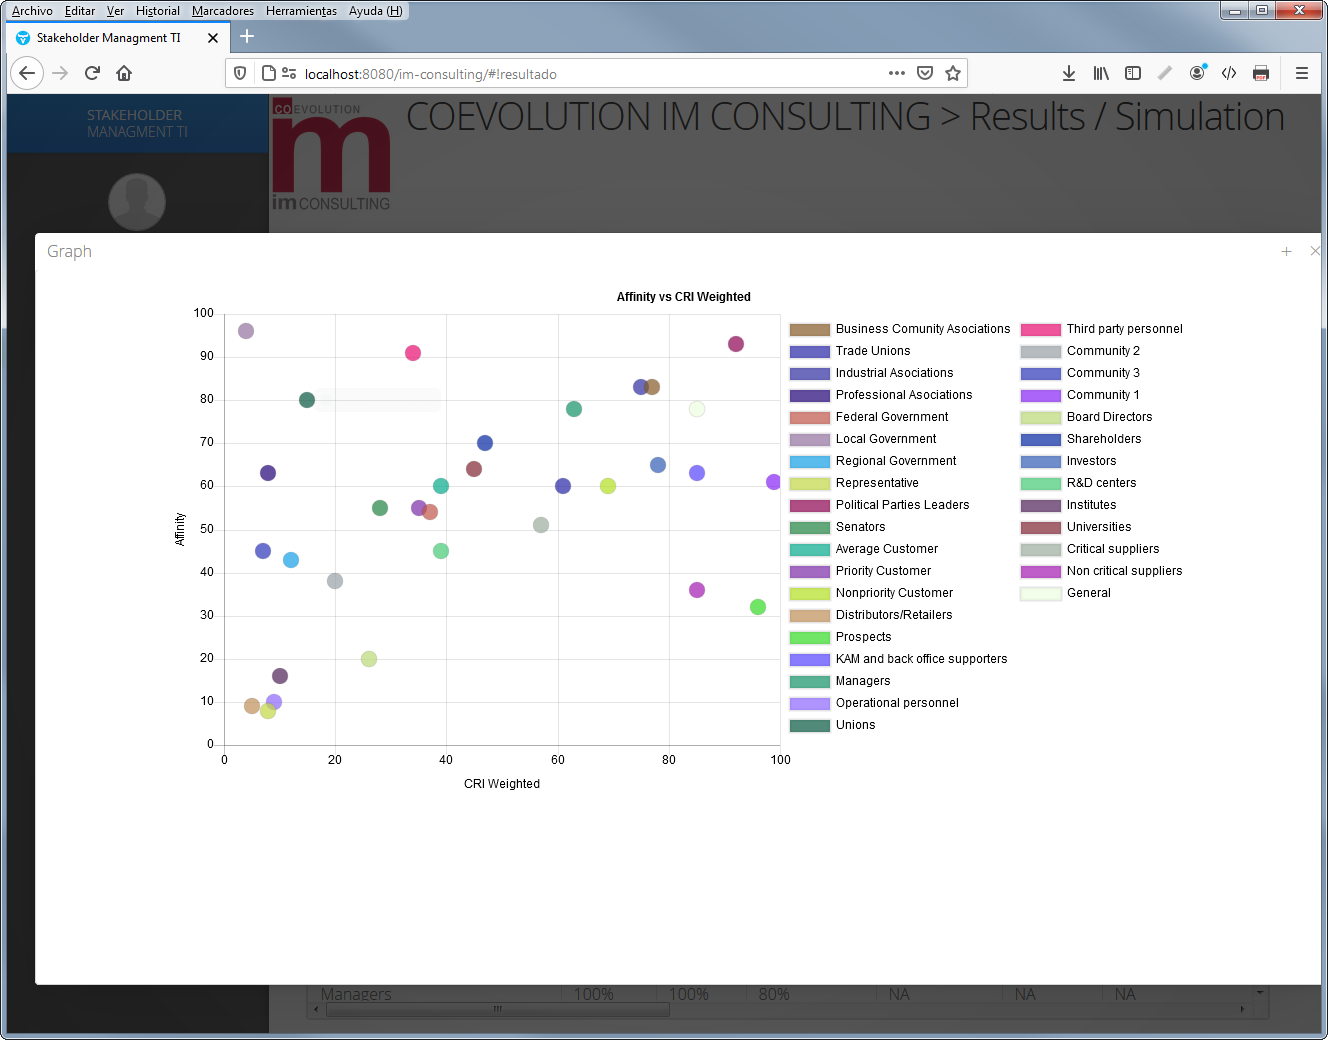 Archivo Editar Ver Historial Marcadores Herramientas Ayuda (H)
Stakeholder Managment TI
localhost:8080/im-consulting/#!resultado
STAKEHOLDER
MANAGMENT TI
COEVOLUTION
im
im CONSULTING
COEVOLUTION IM CONSULTING > Results / Simulation
Graph
Affinity vs CRI Weighted
100
90
80
70
60
50
40
30
20
10
0
Affinity
0 20 40 60 80 100
CRI Weighted
Business Comunity Asociations
Trade Unions
Industrial Asociations
Professional Asociations
Federal Government
Local Government
Regional Government
Representative
Political Parties Leaders
Senators
Average Customer
Priority Customer
Nonpriority Customer
Distributors/Retailers
Prospects
KAM and back office supporters
Managers
Operational personnel
Unions
Third party personnel
Community 2
Community 3
Community 1
Board Directors
Shareholders
Investors
R&D centers
Institutes
Universities
Critical suppliers
Non critical suppliers
General
Managers 100% 100% 80% NA NA NA